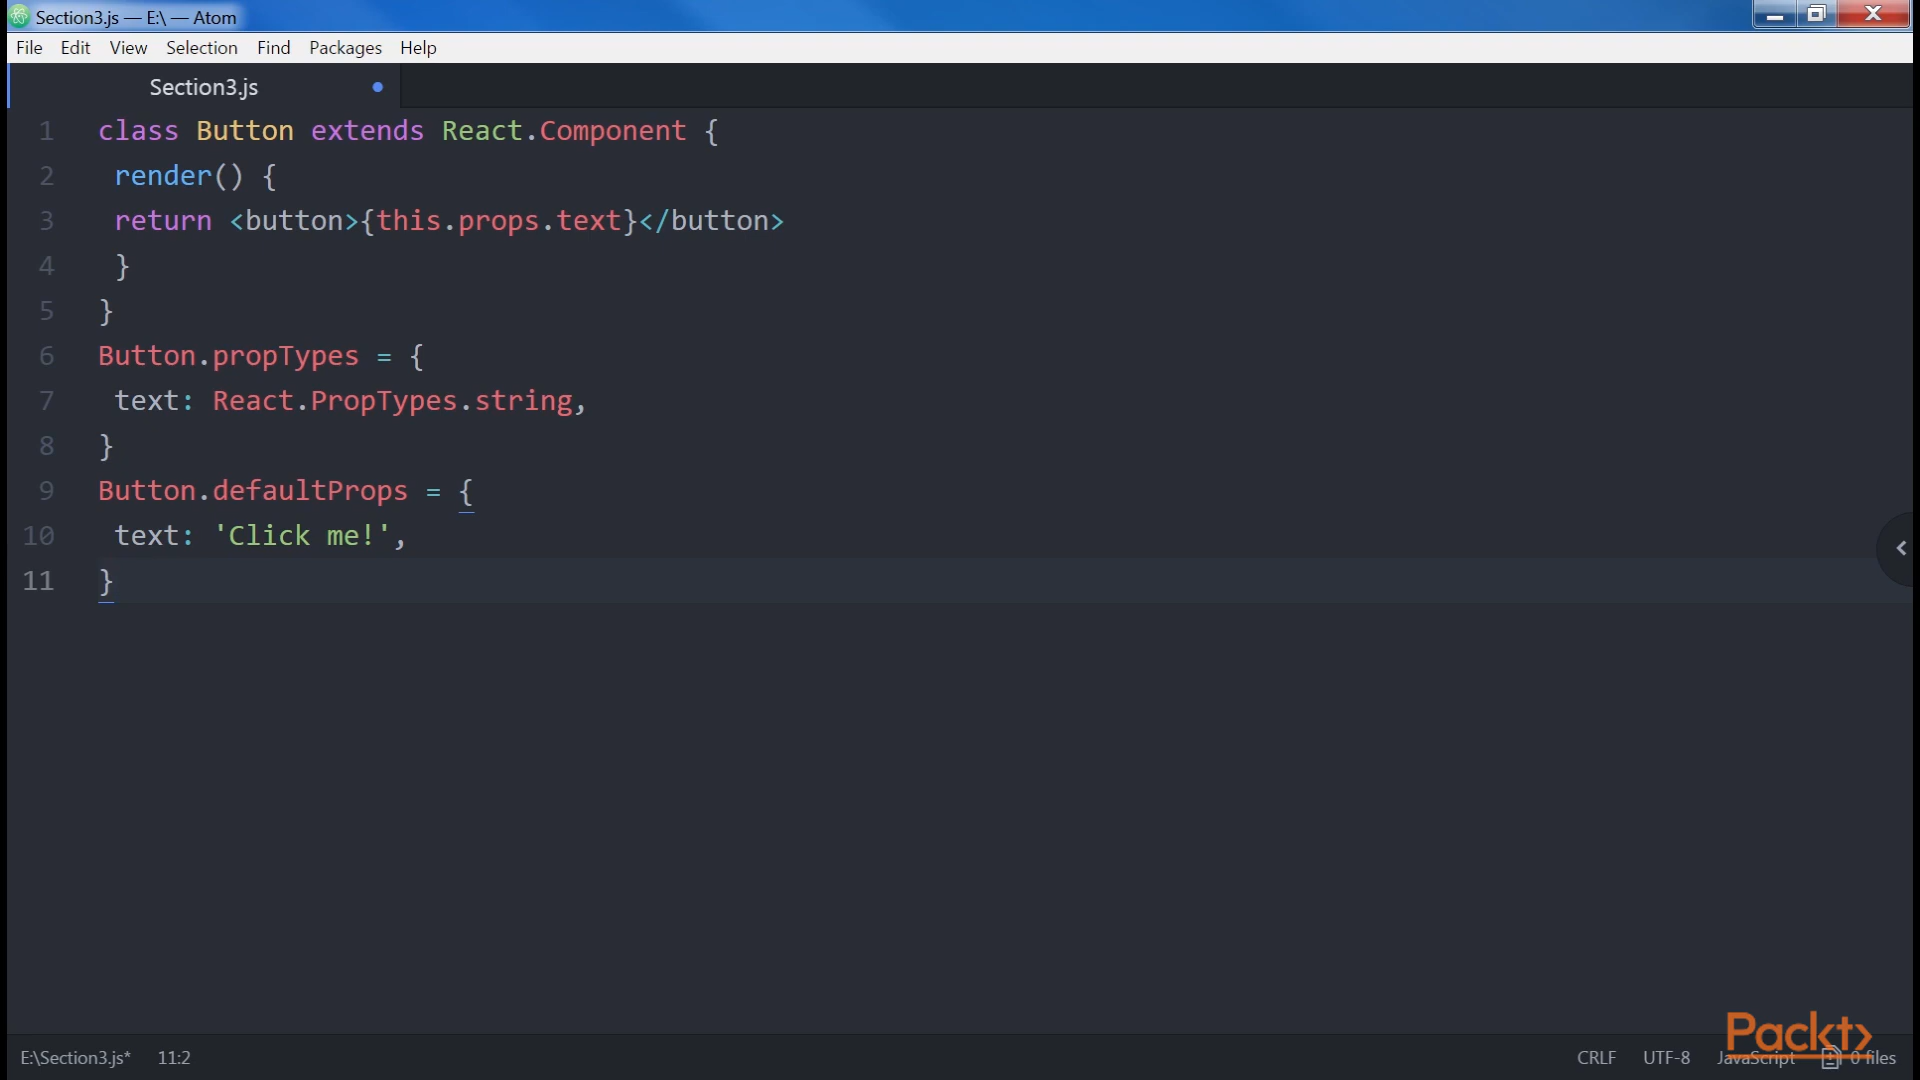 Section3.js — E:\ — Atom
File Edit View Selection Find Packages Help
Section3.js
1 class Button extends React.Component {
2  render() {
3  return <button>{this.props.text}</button>
4  }
5 }
6 Button.propTypes = {
7  text: React.PropTypes.string,
8 }
9 Button.defaultProps = {
10  text: 'Click me!',
11 }
Packt>
E:\Section3.js* 11:2 CRLF UTF-8 JavaScript 0 files